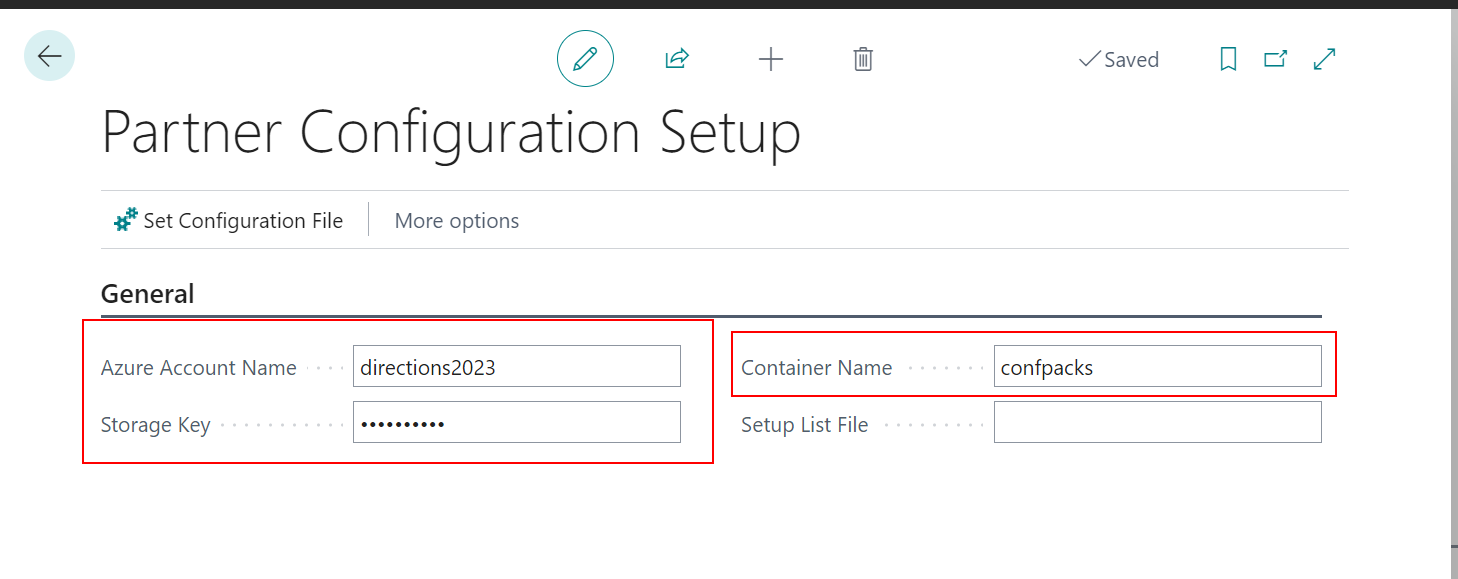 Saved
Partner Configuration Setup
Set Configuration File More options
General
Azure Account Name directions2023
Container Name confpacks
Storage Key ••••••••••
Setup List File